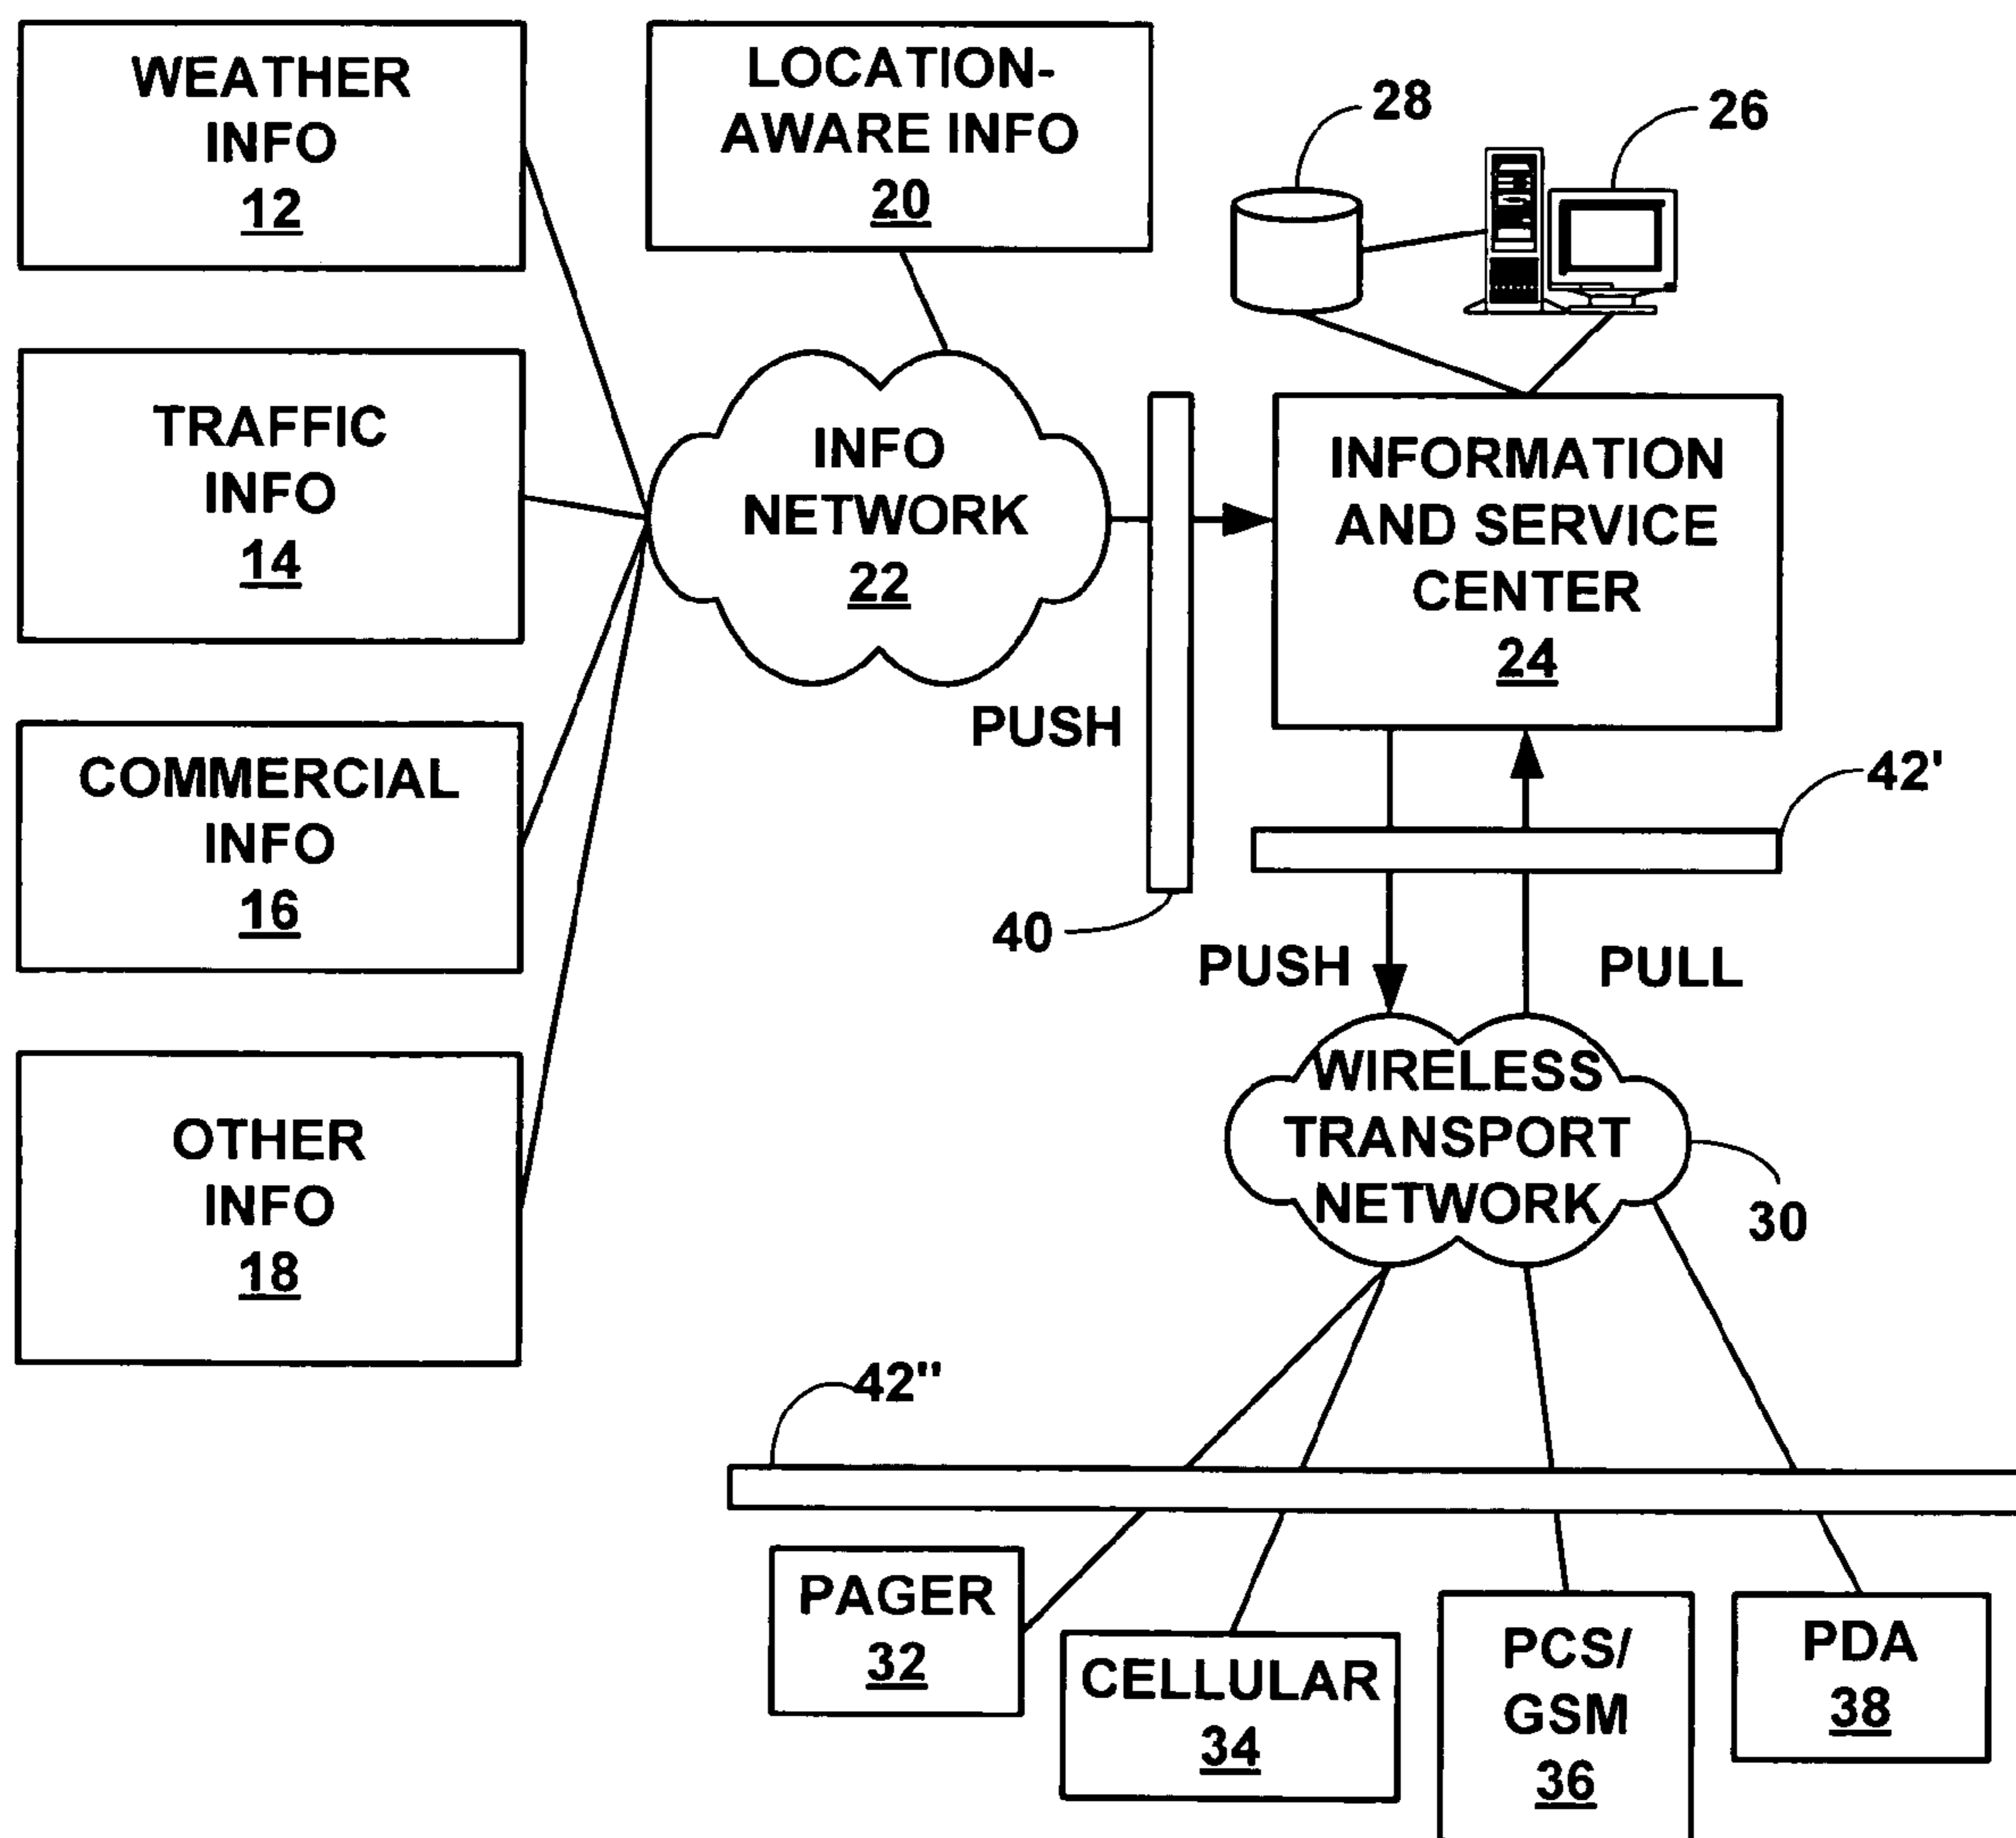 WEATHER
INFO
12
LOCATION-
AWARE INFO
20
28
26
TRAFFIC
INFO
14
INFO
NETWORK
22
INFORMATION
AND SERVICE
CENTER
24
PUSH
COMMERCIAL
INFO
16
42'
40
PUSH
PULL
WIRELESS
TRANSPORT
NETWORK
30
OTHER
INFO
18
42"
PAGER
32
CELLULAR
34
PCS/
GSM
36
PDA
38